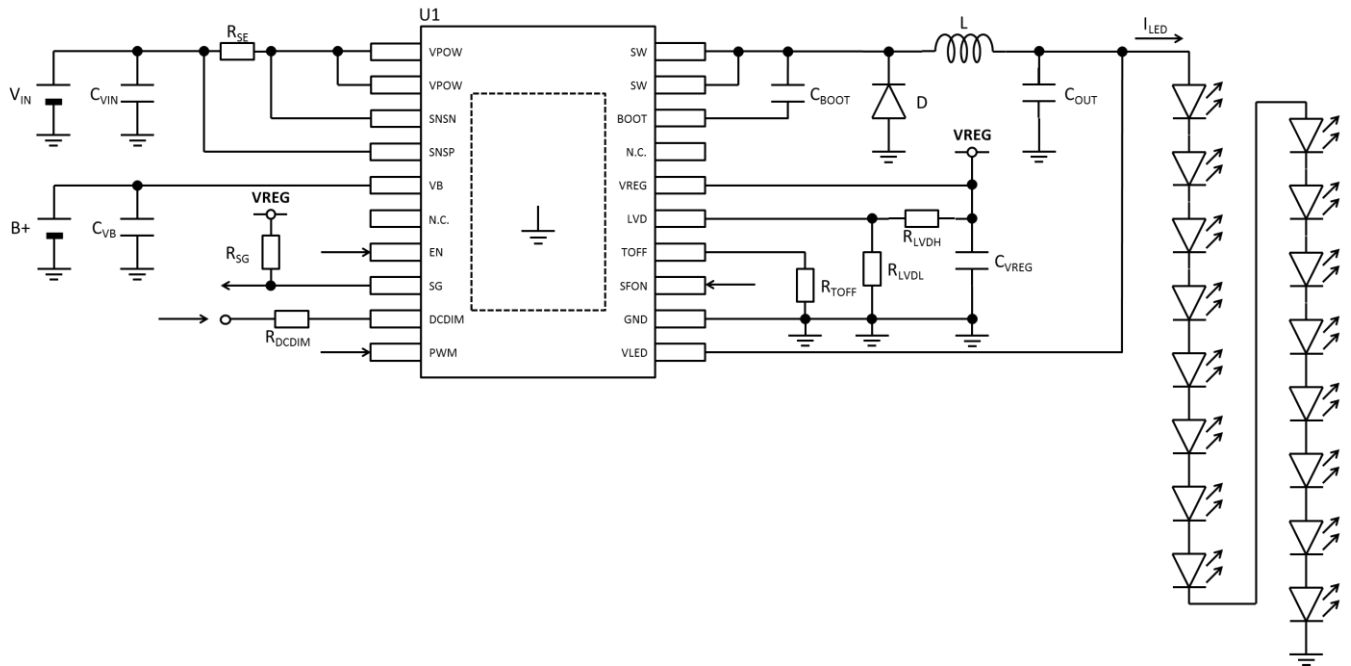 U1
R_SE
V_IN
C_VIN
B+
C_VB
VREG
R_SG
R_DCDIM
VPOW
VPOW
SNSN
SNSP
VB
N.C.
EN
SG
DCDIM
PWM
SW
SW
BOOT
N.C.
VREG
LVD
TOFF
SFON
GND
VLED
L
I_LED
C_BOOT
D
C_OUT
VREG
R_LVDH
R_LVDL
C_VREG
R_TOFF